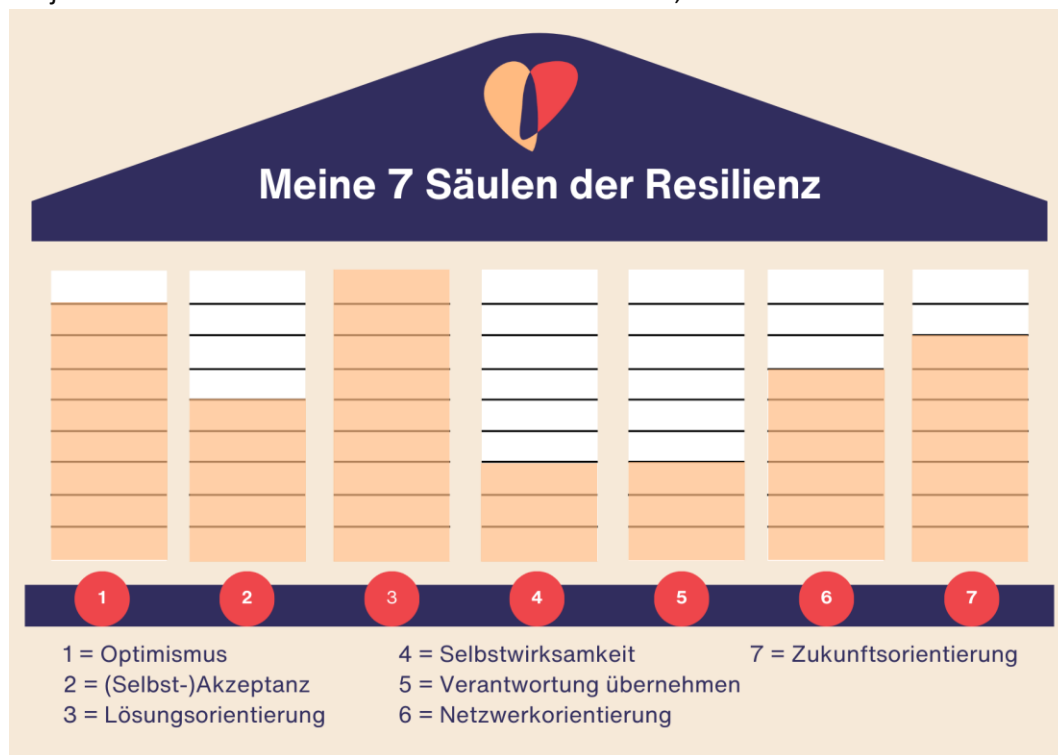 Meine 7 Säulen der Resilienz
1 2 3 4 5 6 7
1 = Optimismus
2 = (Selbst-)Akzeptanz
3 = Lösungsorientierung
4 = Selbstwirksamkeit
5 = Verantwortung übernehmen
6 = Netzwerkorientierung
7 = Zukunftsorientierung